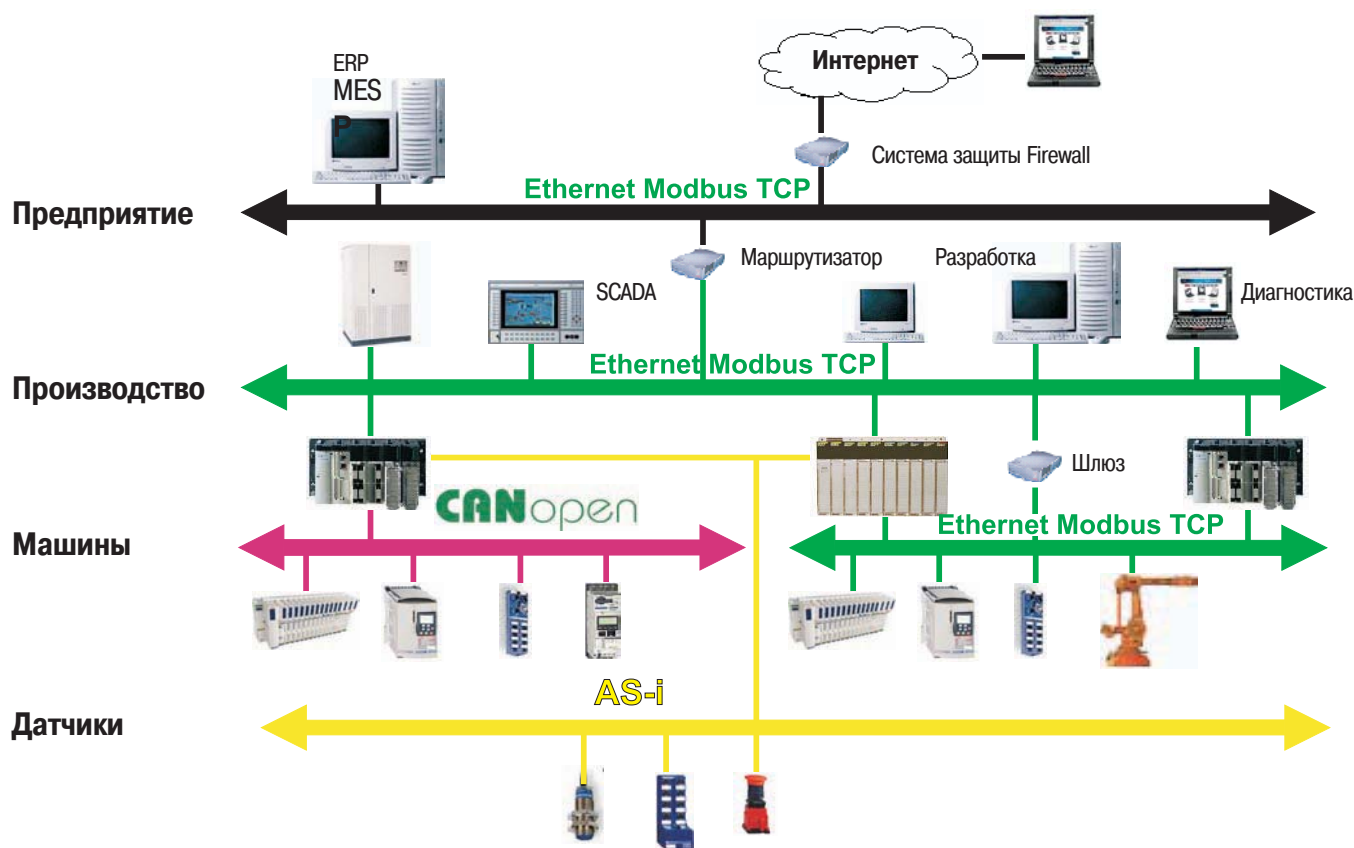 Интернет
ERP
MES
P
Система защиты Firewall
Ethernet Modbus TCP
Предприятие
Маршрутизатор
Разработка
SCADA
Диагностика
Ethernet Modbus TCP
Производство
Шлюз
CANopen
Ethernet Modbus TCP
Машины
AS-i
Датчики